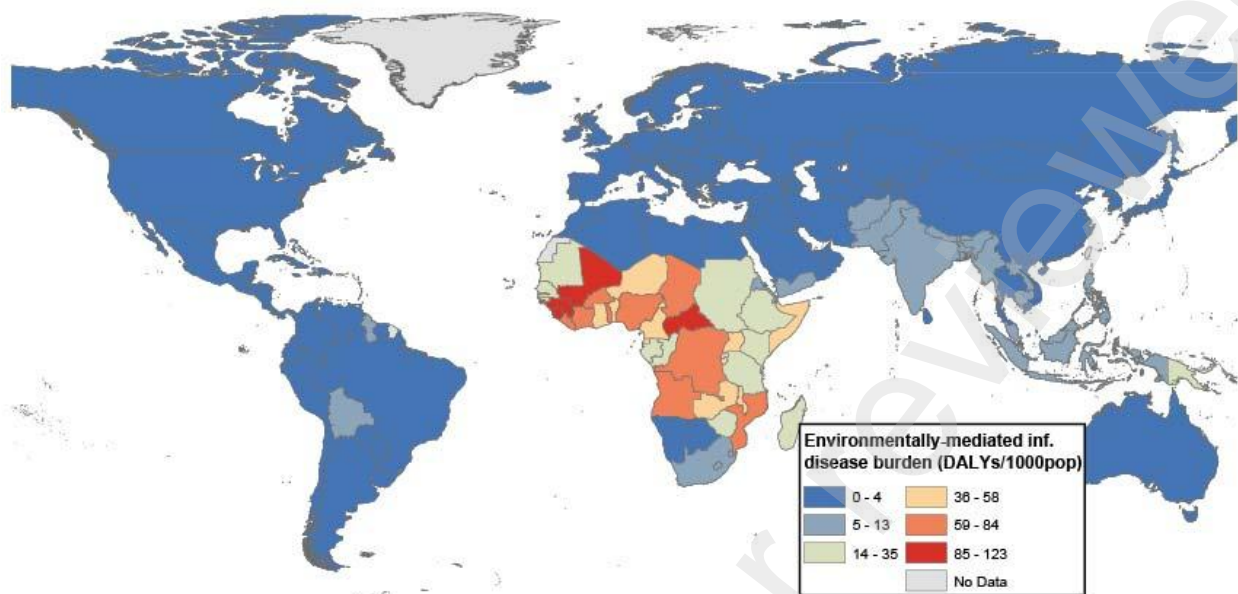 Environmentally-mediated inf.
disease burden (DALYs/1000pop)
0 - 4
36 - 58
5 - 13
59 - 84
14 - 35
85 - 123
No Data
r reviewe